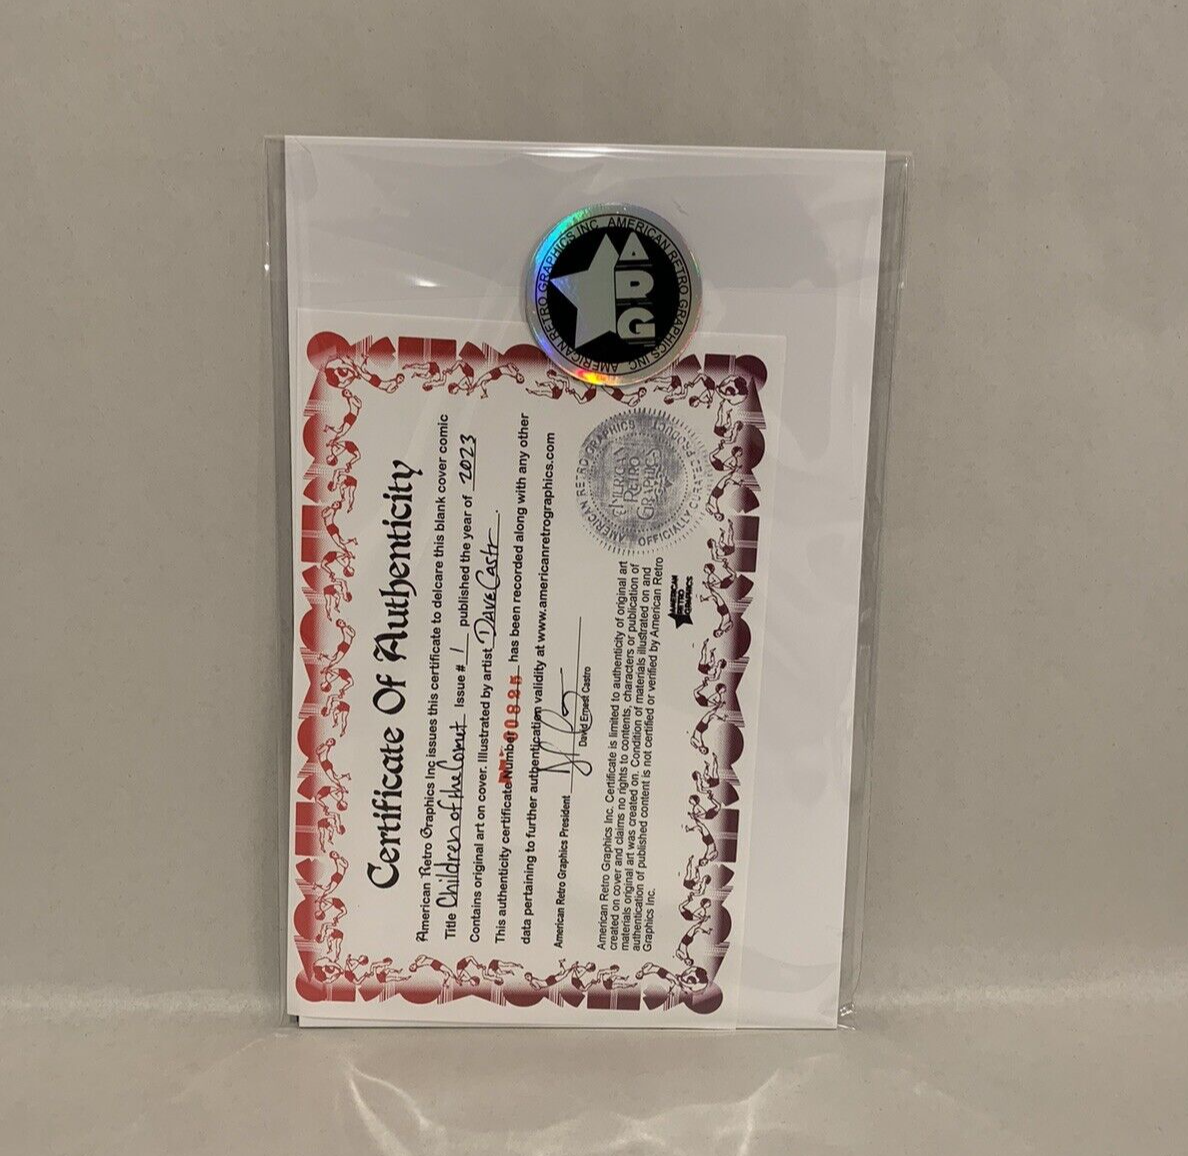 AMERICAN RETRO GRAPHICS INC.
AMERICAN RETRO GRAPHICS INC.
ARG
Certificate Of Authenticity
American Retro Graphics Inc issues this certificate to delcare this blank cover comic
Title Children of the Comet Issue # 1 published the year of 2023
Contains original art on cover. Illustrated by artist Dave Castr.
This authenticity certificate Number has been recorded along with any other
data pertaining to further authentication validity at www.americanretrographics.com
American Retro Graphics President
David Ernest Castro
AMERICAN RETRO GRAPHICS
AMERICAN
RETRO
GRAPHICS
OFFICIALLY CURATED PRODUCT
American Retro Graphics Inc. Certificate is limited to authenticity of original art
created on cover and claims no rights to contents, characters or publication of
materials original art was created on. Condition of materials illustrated on and
authentication of published content is not certified or verified by American Retro
Graphics Inc.
AMERICAN
RETRO
GRAPHICS